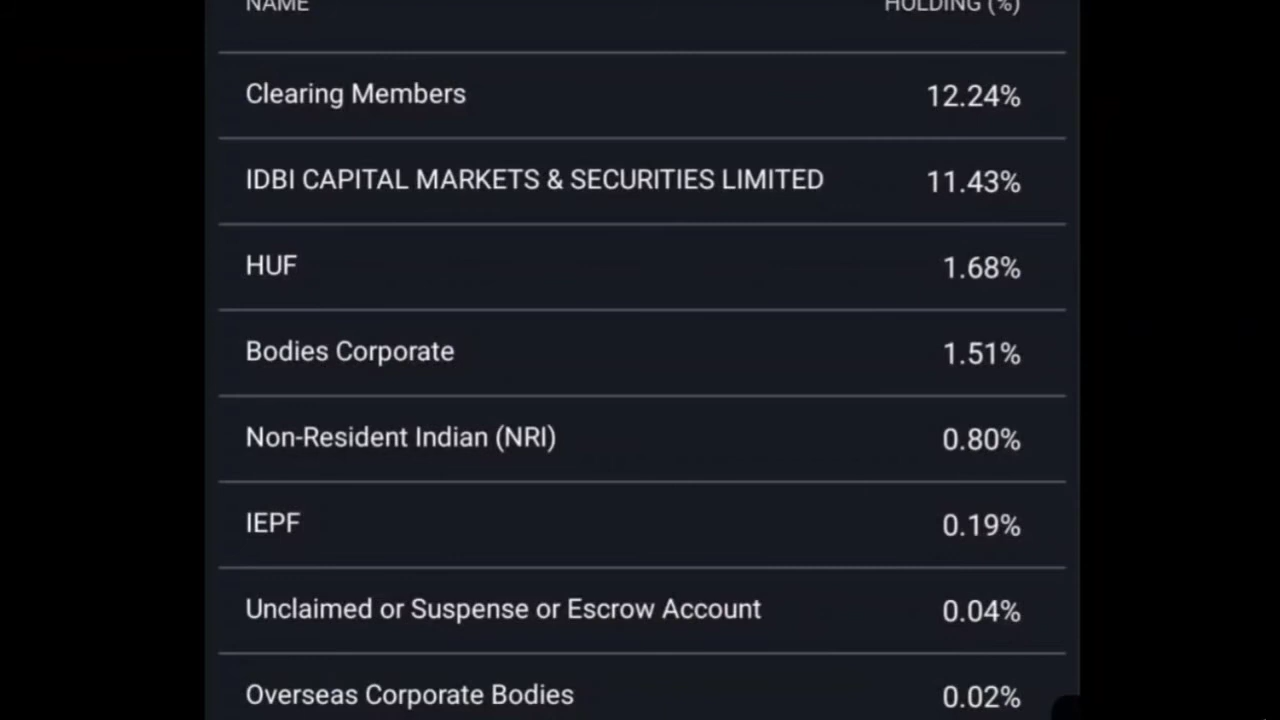 NAME HOLDING (%)
Clearing Members 12.24%
IDBI CAPITAL MARKETS & SECURITIES LIMITED 11.43%
HUF 1.68%
Bodies Corporate 1.51%
Non-Resident Indian (NRI) 0.80%
IEPF 0.19%
Unclaimed or Suspense or Escrow Account 0.04%
Overseas Corporate Bodies 0.02%